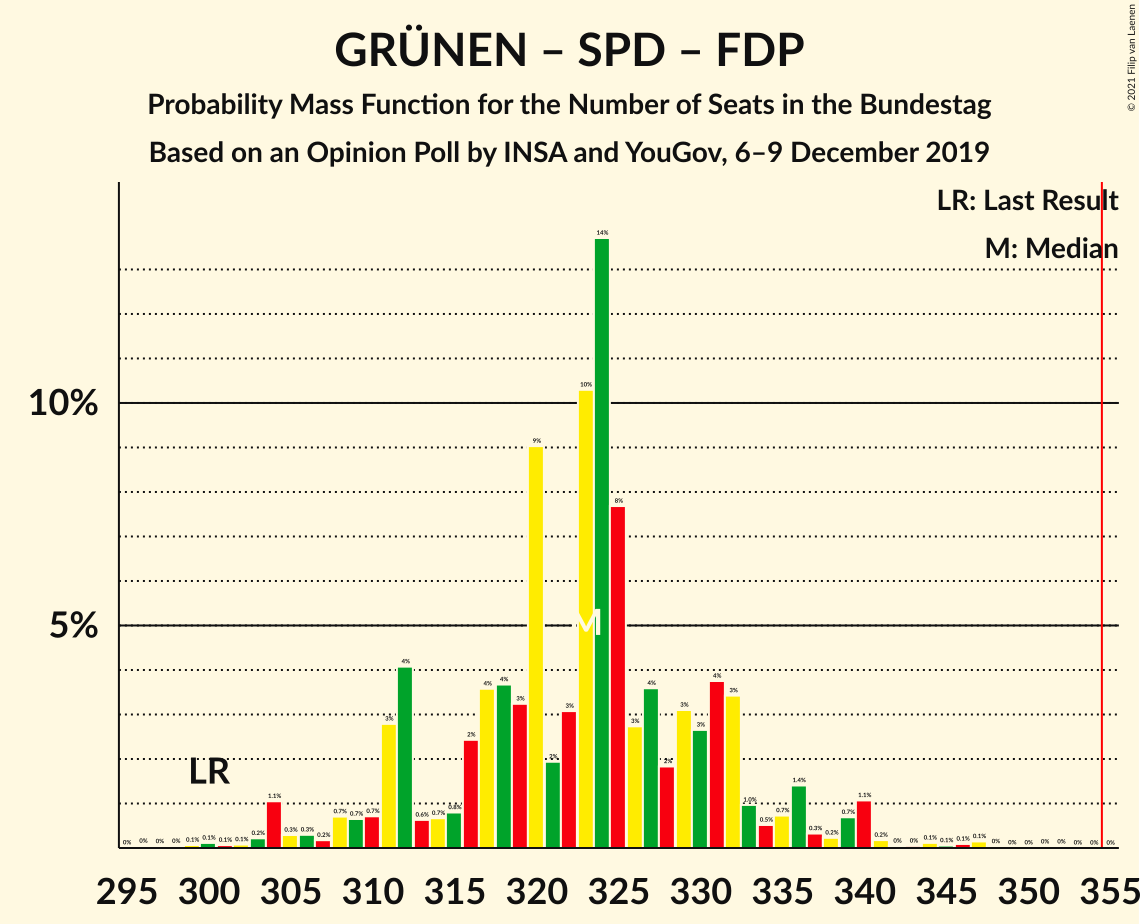 GRÜNEN – SPD – FDP
Probability Mass Function for the Number of Seats in the Bundestag
Based on an Opinion Poll by INSA and YouGov, 6–9 December 2019
© 2021 Filip van Laenen
LR: Last Result
M: Median
10%
5%
LR
M
0% 0% 0% 0% 0.1% 0.1% 0.1% 0.1% 0.2% 1.1% 0.3% 0.3% 0.2% 0.7% 0.7% 0.7% 3% 4% 0.6% 0.7% 0.8% 2% 4% 4% 3% 9% 2% 3% 10% 14% 8% 3% 4% 2% 3% 3% 4% 3% 1.0% 0.5% 0.7% 1.4% 0.3% 0.2% 0.7% 1.1% 0.2% 0% 0% 0.1% 0.1% 0.1% 0.1% 0% 0% 0% 0% 0% 0% 0% 0%
295 300 305 310 315 320 325 330 335 340 345 350 355